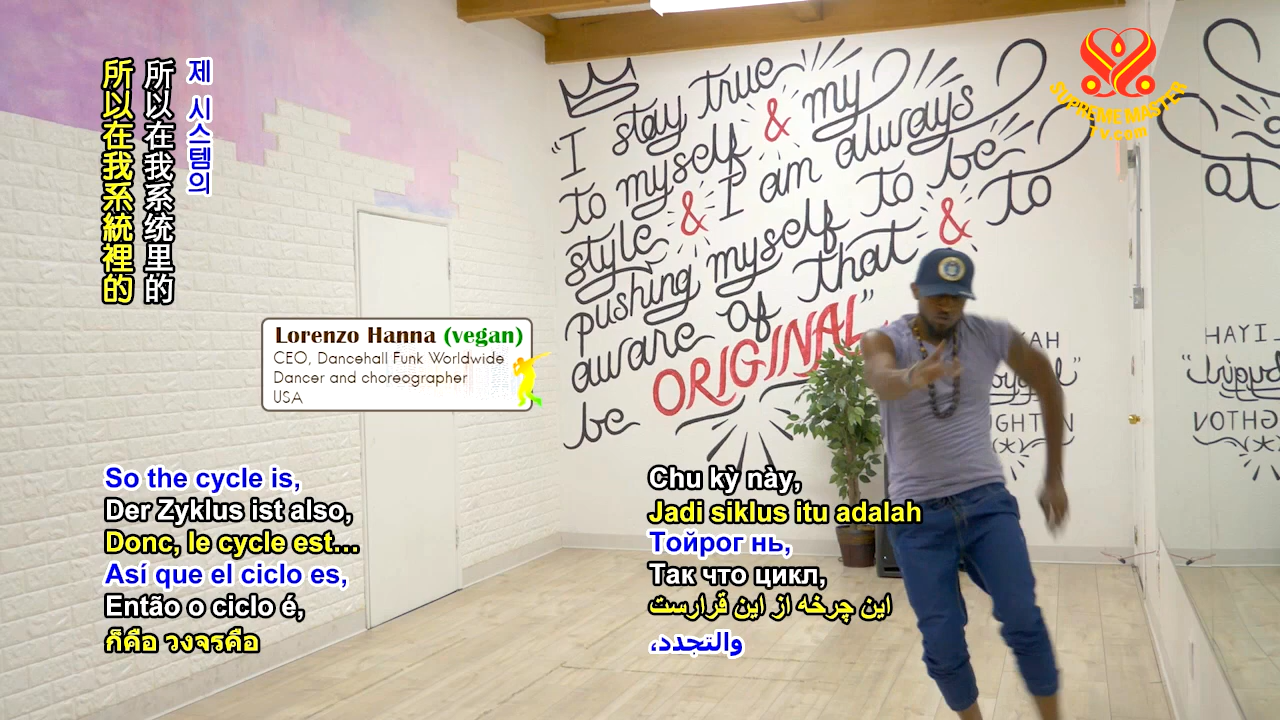 제 시스템의
所以在我系统里的
所以在我系統裡的
"I stay true
to myself & my
style & I am always
pushing myself to be
aware of that & to
be ORIGINAL"
SUPREME MASTER
TV.com
Lorenzo Hanna (vegan)
CEO, Dancehall Funk Worldwide
Dancer and choreographer
USA
So the cycle is,
Der Zyklus ist also,
Donc, le cycle est...
Así que el ciclo es,
Então o ciclo é,
ก็คือ วงจรคือ
Chu kỳ này,
Jadi siklus itu adalah
Тойрог нь,
Так что цикл,
این چرخه از این قرارست
والتجدد،